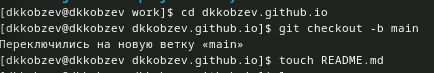 [dkkobzev@dkkobzev work]$ cd dkkobzev.github.io
[dkkobzev@dkkobzev dkkobzev.github.io]$ git checkout -b main
Переключились на новую ветку «main»
[dkkobzev@dkkobzev dkkobzev.github.io]$ touch README.md